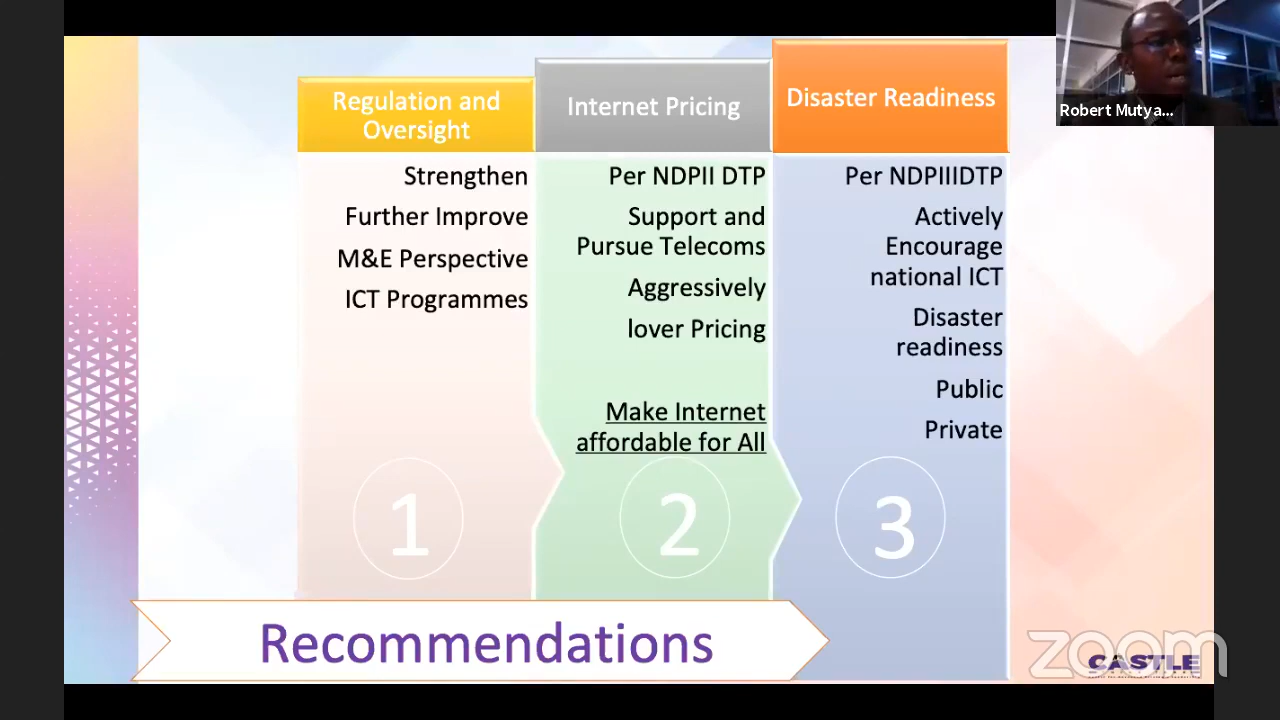 Regulation and
Oversight
Strengthen
Further Improve
M&E Perspective
ICT Programmes
1
Internet Pricing
Per NDPII DTP
Support and
Pursue Telecoms
Aggressively
lover Pricing
Make Internet
affordable for All
2
Disaster Readiness
Per NDPIIIDTP
Actively
Encourage
national ICT
Disaster
readiness
Public
Private
3
Recommendations
Robert Mutya...
zoom
CASTLE